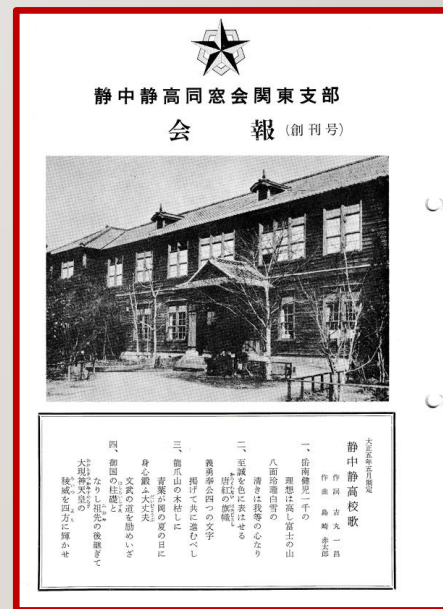 静中静高同窓会関東支部
会報(創刊号)
大正五年五月制定
静中静高校歌
作詞 吉丸一昌
作曲 島崎赤太郎
一、岳南健児一千の
理想は高し富士の山
八面玲瓏白雪の
清きは我等の心なり
二、至誠を色に表はせる
唐紅の旗幟
義勇奉公四つの文字
掲げて共に進むべし
三、龍爪山の木枯しに
青葉が岡の夏の日に
身心鍛ふ大丈夫
文武の道を励めいざ
四、御国の柱礎と
なりし祖先の後継ぎて
大現神天皇の
稜威を四方に輝かせ